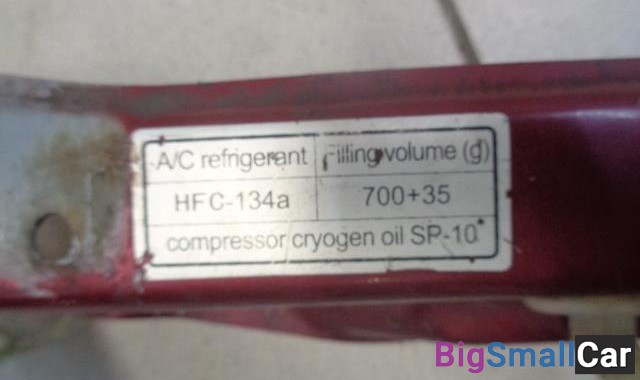 A/C refrigerant Filling volume (g)
HFC-134a 700+35
compressor cryogen oil SP-10
BigSmallCar